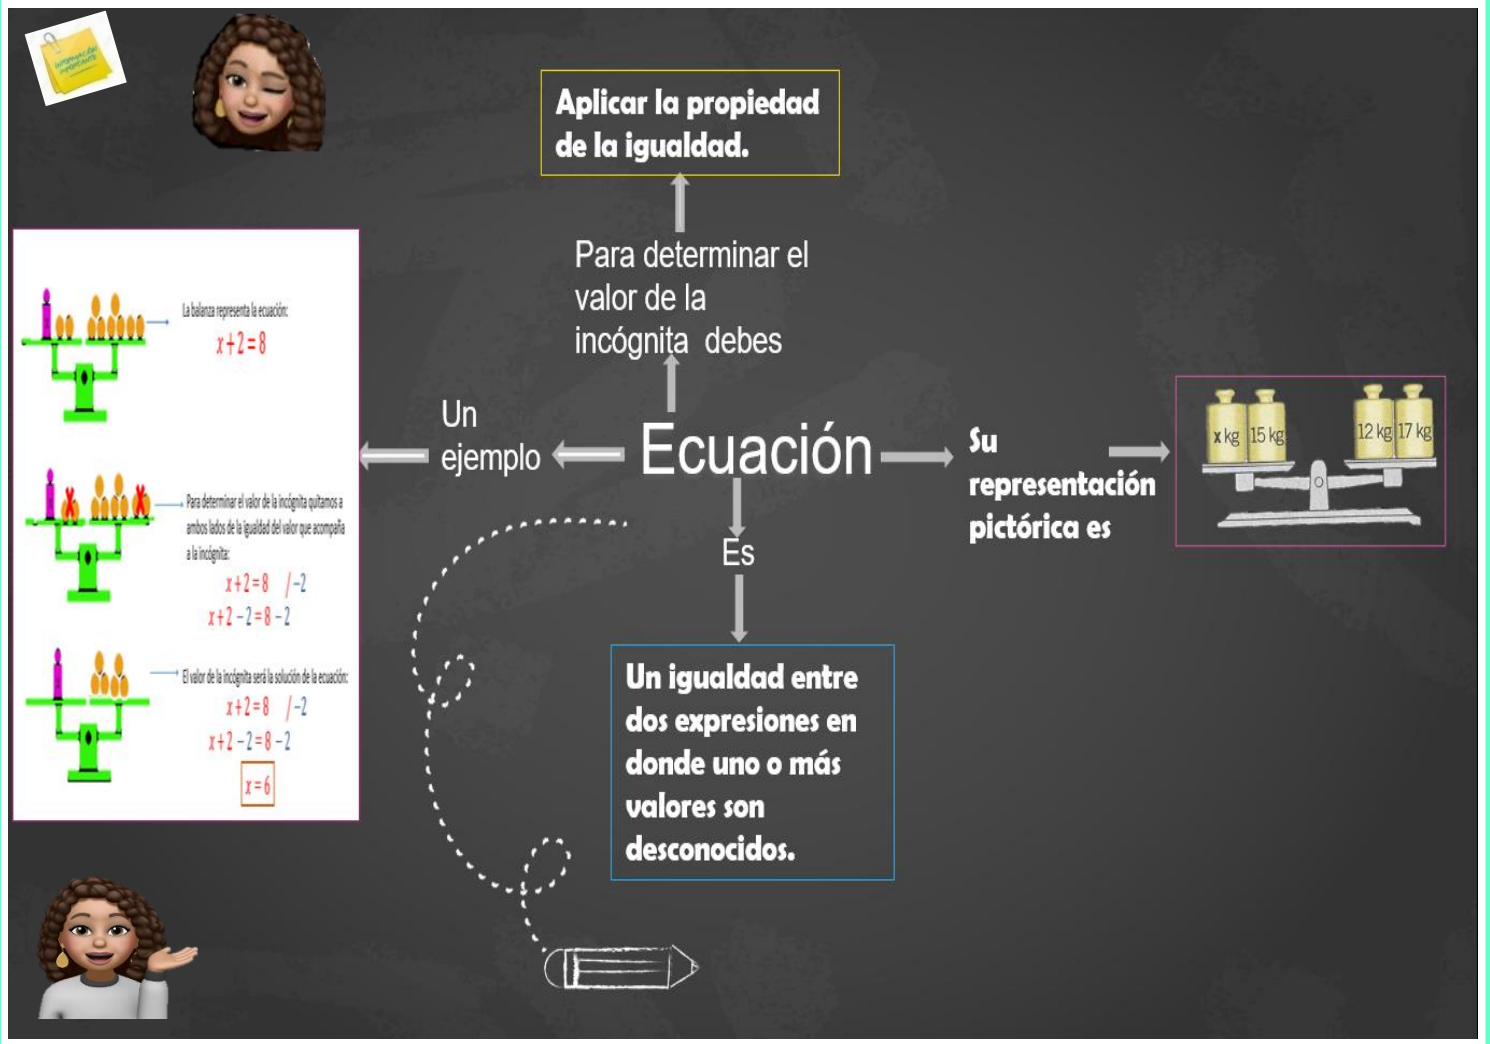 INFORMACIÓN
IMPORTANTE
Aplicar la propiedad
de la igualdad.
Para determinar el
valor de la
incógnita debes
Un
ejemplo
Ecuación
Su
representación
pictórica es
x kg 15 kg 12 kg 17 kg
Es
Un igualdad entre
dos expresiones en
donde uno o más
valores son
desconocidos.
La balanza representa la ecuación:
x+2=8
x
Para determinar el valor de la incógnita quitamos a
ambos lados de la igualdad del valor que acompaña
a la incógnita:
x+2=8 /−2
x+2−2=8−2
El valor de la incógnita será la solución de la ecuación:
x+2=8 /−2
x+2−2=8−2
x=6